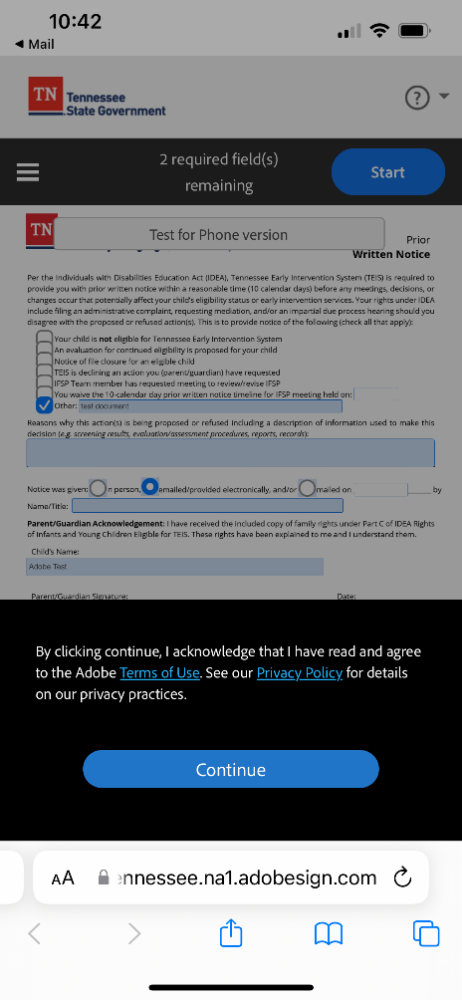 10:42
◀ Mail
TN Tennessee
State Government
?
2 required field(s)
remaining
Start
TN
Test for Phone version
Prior
Written Notice
Per the Individuals with Disabilities Education Act (IDEA), Tennessee Early Intervention System (TEIS) is required to
provide you with prior written notice within a reasonable time (10 calendar days) before any meetings, decisions, or
changes occur that potentially affect your child's eligibility status or early intervention services. Your rights under IDEA
include filing an administrative complaint, requesting mediation, and/or an impartial due process hearing should you
disagree with the proposed or refused action(s). This is to provide notice of the following (check all that apply):
Your child is not eligible for Tennessee Early Intervention System
An evaluation for continued eligibility is proposed for your child
Notice of file closure for an eligible child
TEIS is declining an action you (parent/guardian) have requested
IFSP Team member has requested meeting to review/revise IFSP
You waive the 10-calendar day prior written notice timeline for IFSP meeting held on:
Other: test document
Reasons why this action(s) is being proposed or refused including a description of information used to make this
decision (e.g. screening results, evaluation/assessment procedures, reports, records):
Notice was given: n person, emailed/provided electronically, and/or mailed on by
Name/Title:
Parent/Guardian Acknowledgement: I have received the included copy of family rights under Part C of IDEA Rights
of Infants and Young Children Eligible for TEIS. These rights have been explained to me and I understand them.
Child's Name:
Adobe Test
Parent/Guardian Signature: Date:
By clicking continue, I acknowledge that I have read and agree
to the Adobe Terms of Use. See our Privacy Policy for details
on our privacy practices.
Continue
AA ennessee.na1.adobesign.com